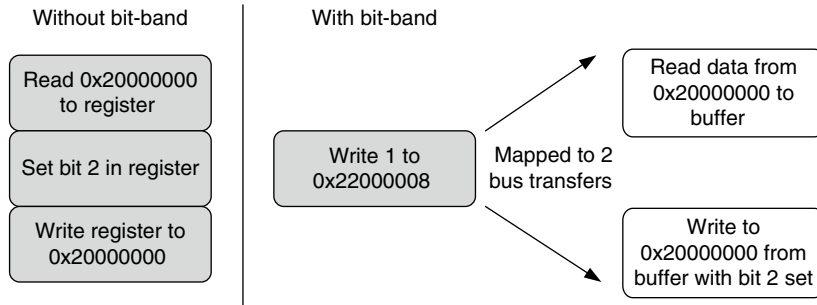 Without bit-band
Read 0x20000000
to register
Set bit 2 in register
Write register to
0x20000000
With bit-band
Write 1 to
0x22000008
Mapped to 2
bus transfers
Read data from
0x20000000 to
buffer
Write to
0x20000000 from
buffer with bit 2 set